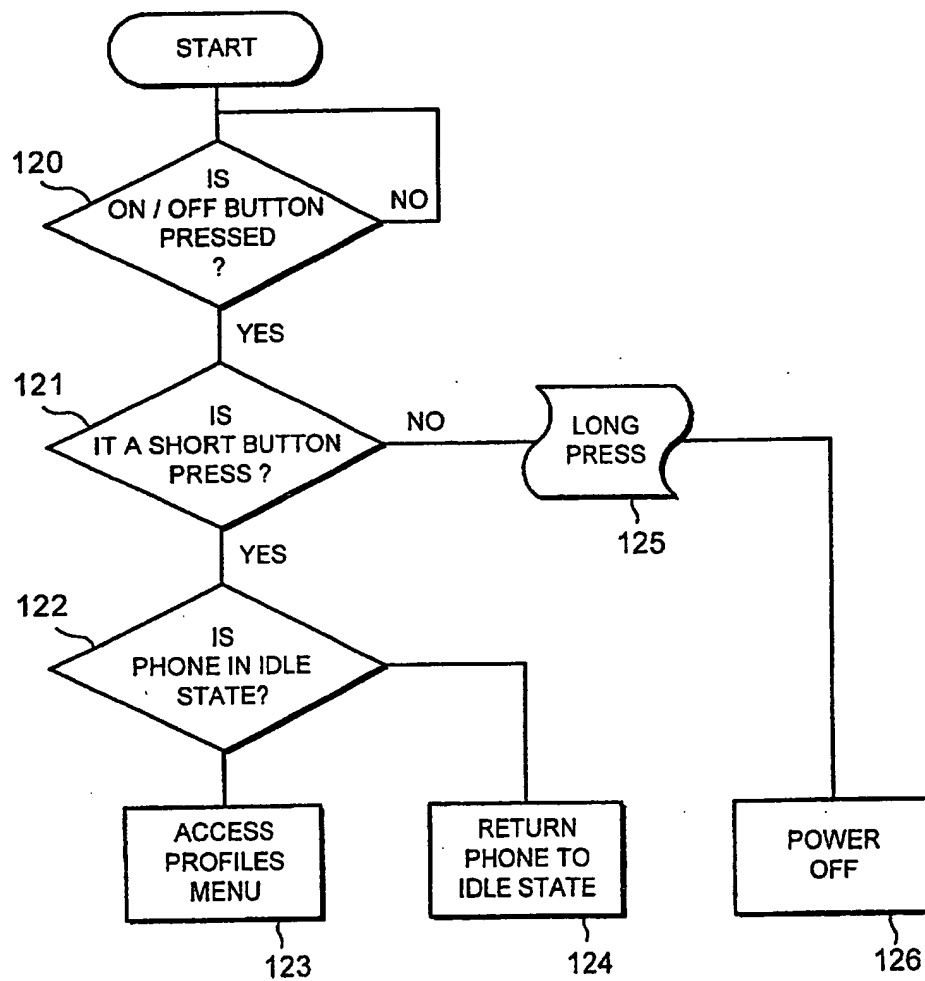 START
120
IS
ON / OFF BUTTON
PRESSED
?
NO
YES
121
IS
IT A SHORT BUTTON
PRESS ?
NO
LONG
PRESS
125
YES
122
IS
PHONE IN IDLE
STATE?
ACCESS
PROFILES
MENU
123
RETURN
PHONE TO
IDLE STATE
124
POWER
OFF
126